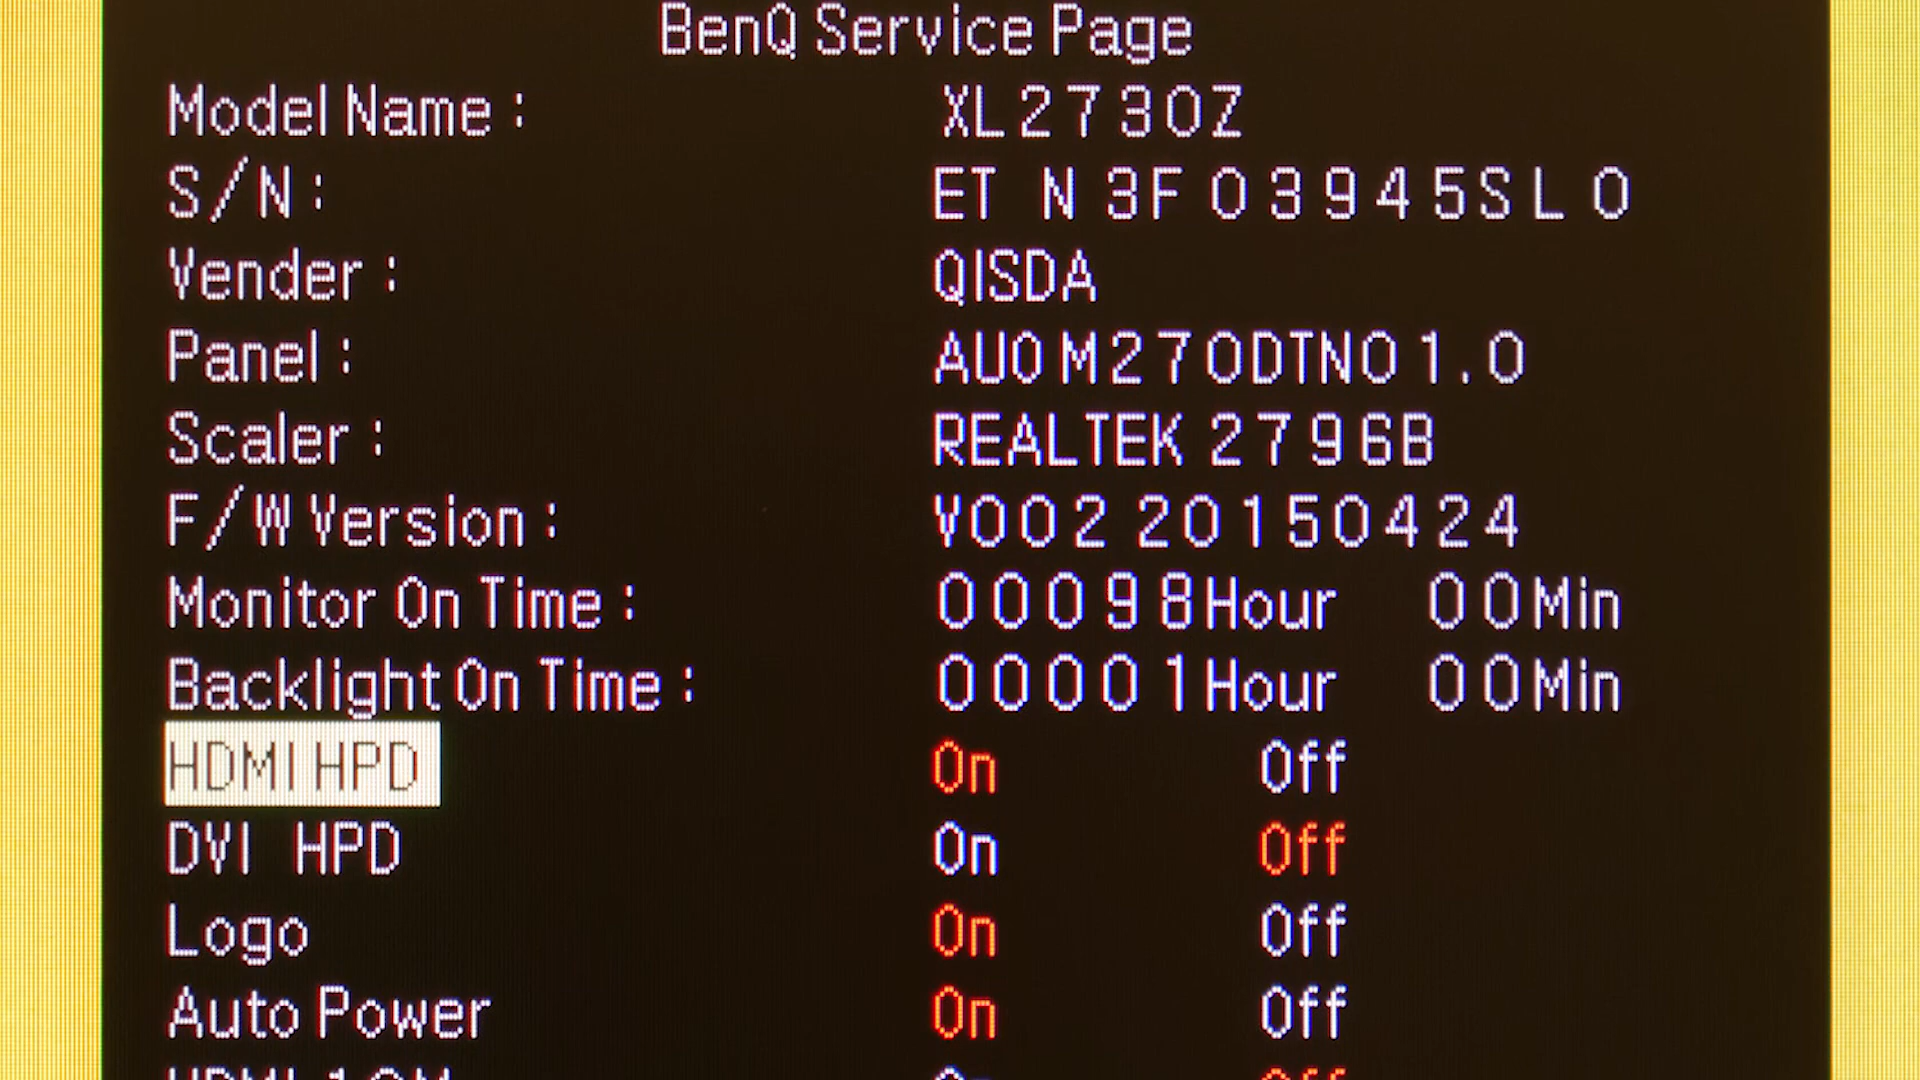 BenQ Service Page
Model Name : XL2730Z
S/N : ET N3F03945SL0
Vender : QISDA
Panel : AUO M270DTN01.0
Scaler : REALTEK 2796B
F/W Version : V002 20150424
Monitor On Time : 00098Hour 00Min
Backlight On Time : 00001Hour 00Min
HDMI HPD On Off
DVI HPD On Off
Logo On Off
Auto Power On Off